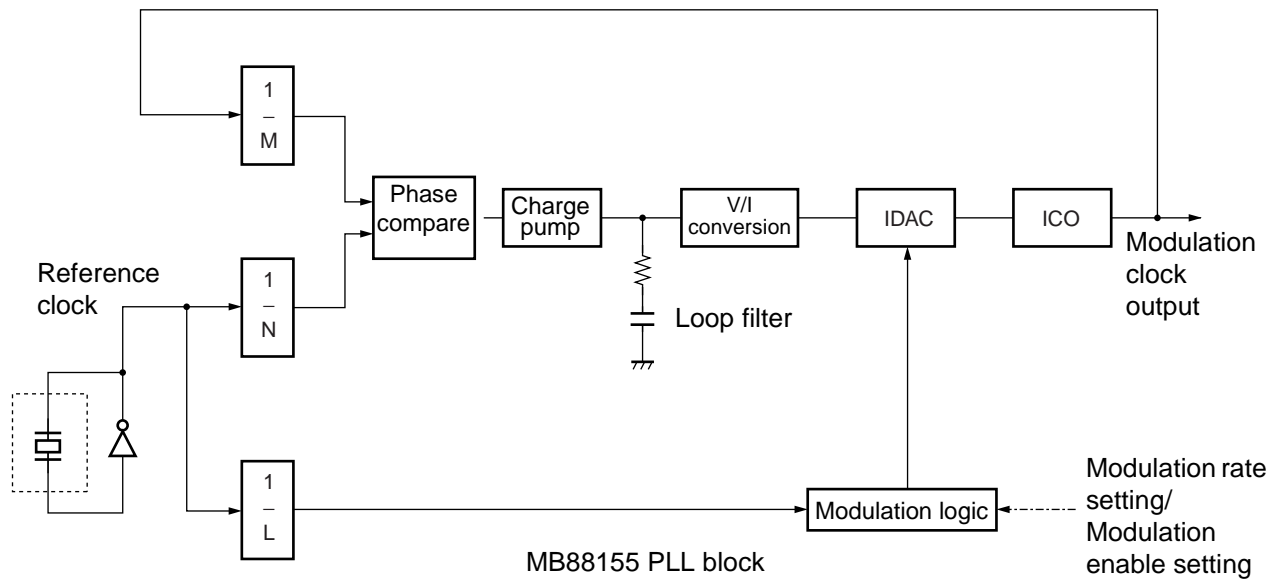 1
M
Phase
compare
Charge
pump
V/I
conversion
IDAC
ICO
Modulation
clock
output
Reference
clock
1
N
Loop filter
1
L
Modulation logic
Modulation rate
setting/
Modulation
enable setting
MB88155 PLL block